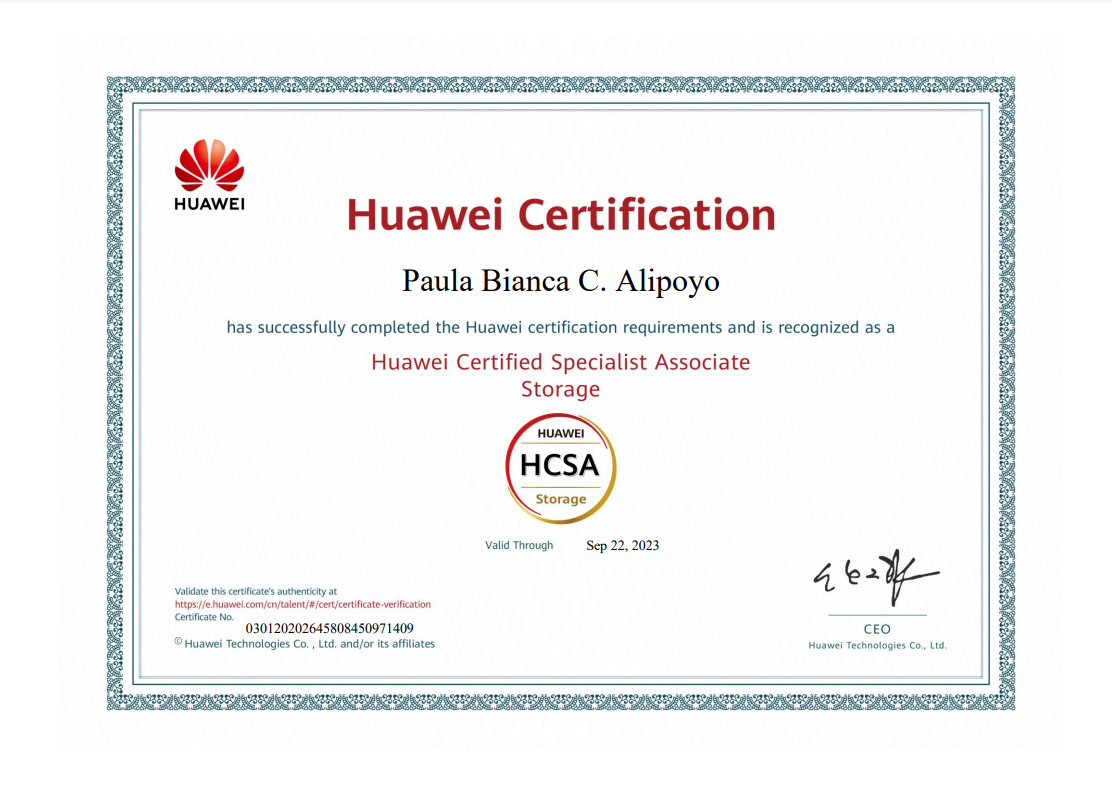 HUAWEI
Huawei Certification
Paula Bianca C. Alipoyo
has successfully completed the Huawei certification requirements and is recognized as a
Huawei Certified Specialist Associate
Storage
HUAWEI
HCSA
Storage
Valid Through Sep 22, 2023
Validate this certificate's authenticity at
https://e.huawei.com/cn/talent/#/cert/certificate-verification
Certificate No.
030120202645808450971409
© Huawei Technologies Co. , Ltd. and/or its affiliates
CEO
Huawei Technologies Co., Ltd.